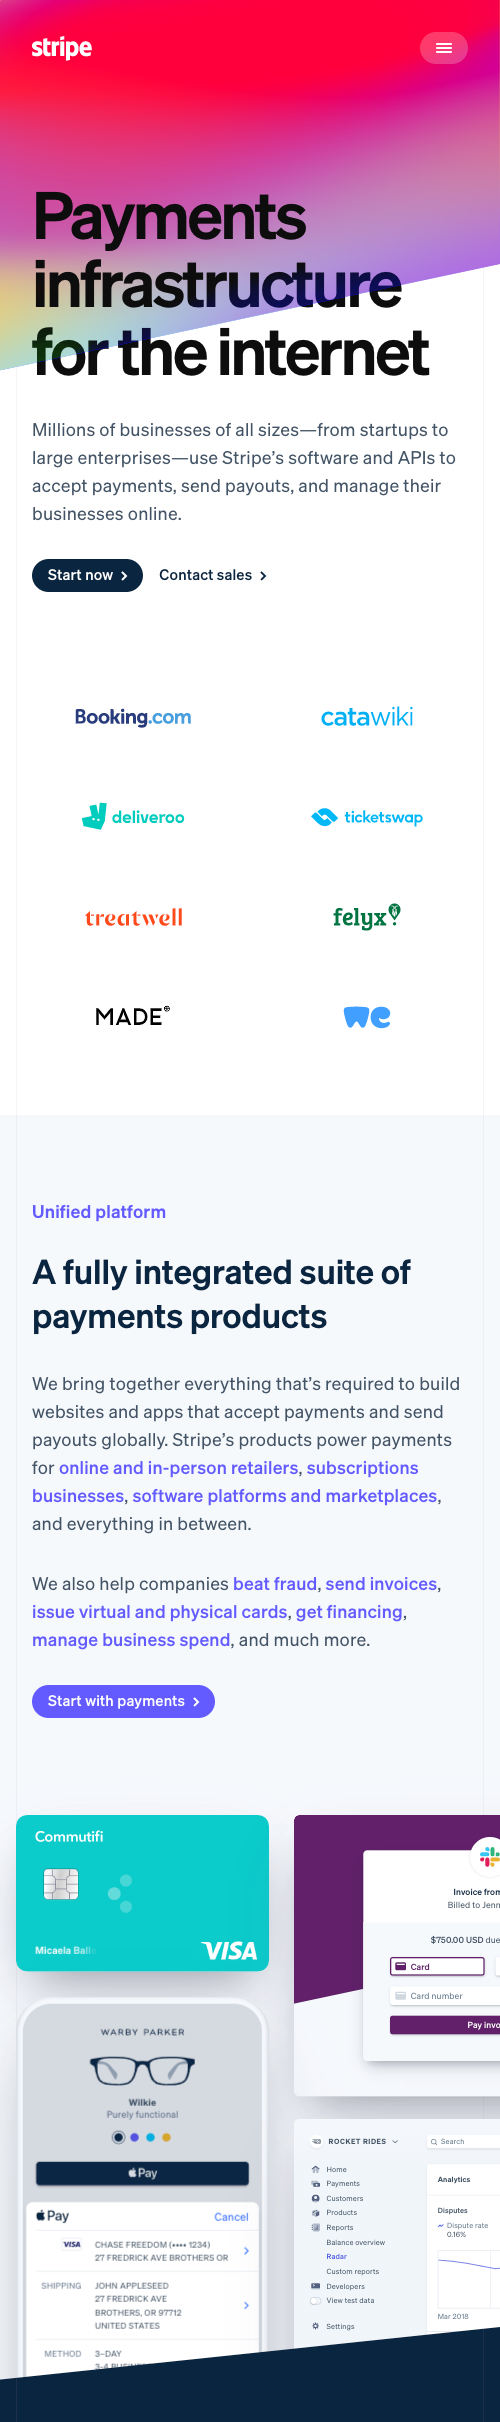 stripe
Payments
infrastructure
for the internet
Millions of businesses of all sizes—from startups to
large enterprises—use Stripe’s software and APIs to
accept payments, send payouts, and manage their
businesses online.
Start now
Contact sales
Booking.com
catawiki
deliveroo
ticketswap
treatwell
felyx
MADE
we
Unified platform
A fully integrated suite of
payments products
We bring together everything that’s required to build
websites and apps that accept payments and send
payouts globally. Stripe’s products power payments
for online and in-person retailers, subscriptions
businesses, software platforms and marketplaces,
and everything in between.
We also help companies beat fraud, send invoices,
issue virtual and physical cards, get financing,
manage business spend, and much more.
Start with payments
Commutifi
Micaela Ball
VISA
WARBY PARKER
Wilkie
Purely functional
Pay
Pay
Cancel
VISA
CHASE FREEDOM (•••• 1234)
27 FREDRICK AVE BROTHERS OR
SHIPPING
JOHN APPLESEED
27 FREDRICK AVE
BROTHERS, OR 97712
UNITED STATES
METHOD
3-DAY
Invoice from
Billed to Jenn
$750.00 USD due
Card
Card number
Pay invo
ROCKET RIDES
Search
Home
Payments
Customers
Products
Reports
Balance overview
Radar
Custom reports
Developers
View test data
Settings
Analytics
Disputes
Dispute rate
0.16%
Mar 2018